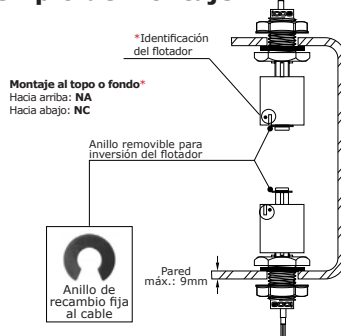 *Identificación
del flotador
Montaje al topo o fondo*
Hacia arriba: NA
Hacia abajo: NC
Anillo removible para
inversión del flotador
Anillo de
recambio fija
al cable
Pared
máx.: 9mm